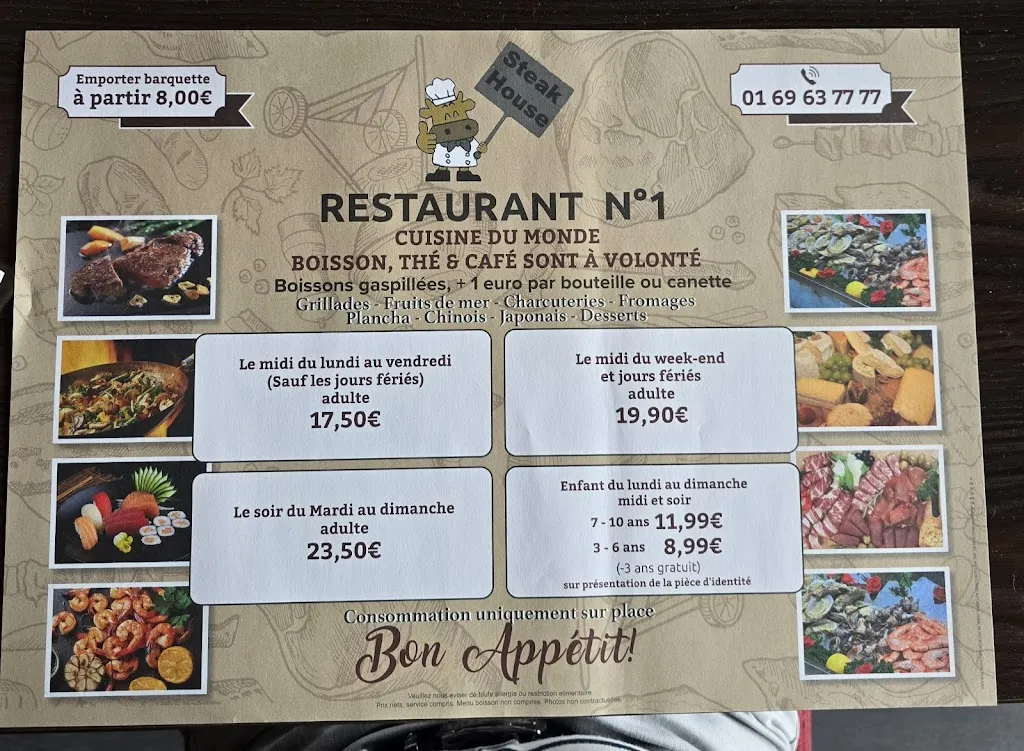 Emporter barquette
à partir 8,00€
Steak
House
01 69 63 77 77
RESTAURANT N°1
CUISINE DU MONDE
BOISSON, THÉ & CAFÉ SONT À VOLONTÉ
Boissons gaspillées, + 1 euro par bouteille ou canette
Grillades - Fruits de mer - Charcuteries - Fromages
Plancha - Chinois - Japonais - Desserts
Le midi du lundi au vendredi
(Sauf les jours fériés)
adulte
17,50€
Le midi du week-end
et jours fériés
adulte
19,90€
Le soir du Mardi au dimanche
adulte
23,50€
Enfant du lundi au dimanche
midi et soir
7 - 10 ans 11,99€
3 - 6 ans 8,99€
(-3 ans gratuit)
sur présentation de la pièce d'identité
Consommation uniquement sur place
Bon Appétit!
Veuillez nous aviser de toute allergie ou restriction alimentaire
Prix nets, service compris. Menu boisson non comprise. Photos non contractuelles.